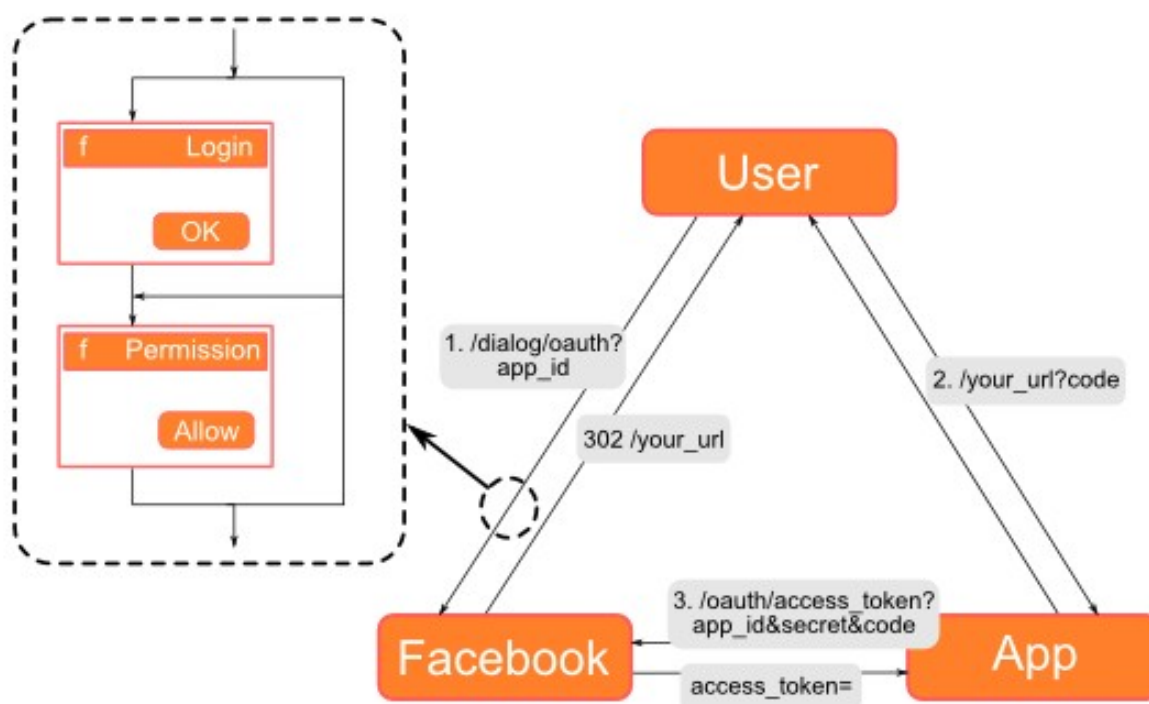 f Login
OK
f Permission
Allow
User
1. /dialog/oauth?
app_id
302 /your_url
2. /your_url?code
3. /oauth/access_token?
app_id&secret&code
Facebook
access_token=
App